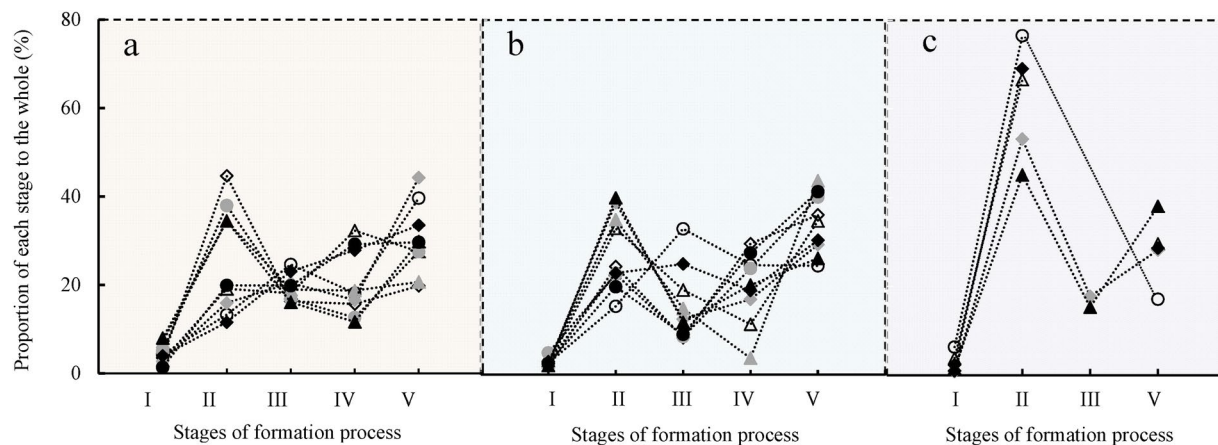 Proportion of each stage to the whole (%)
80
60
40
20
0
a
I II III IV V
Stages of formation process
b
I II III IV V
Stages of formation process
c
I II III IV V
Stages of formation process